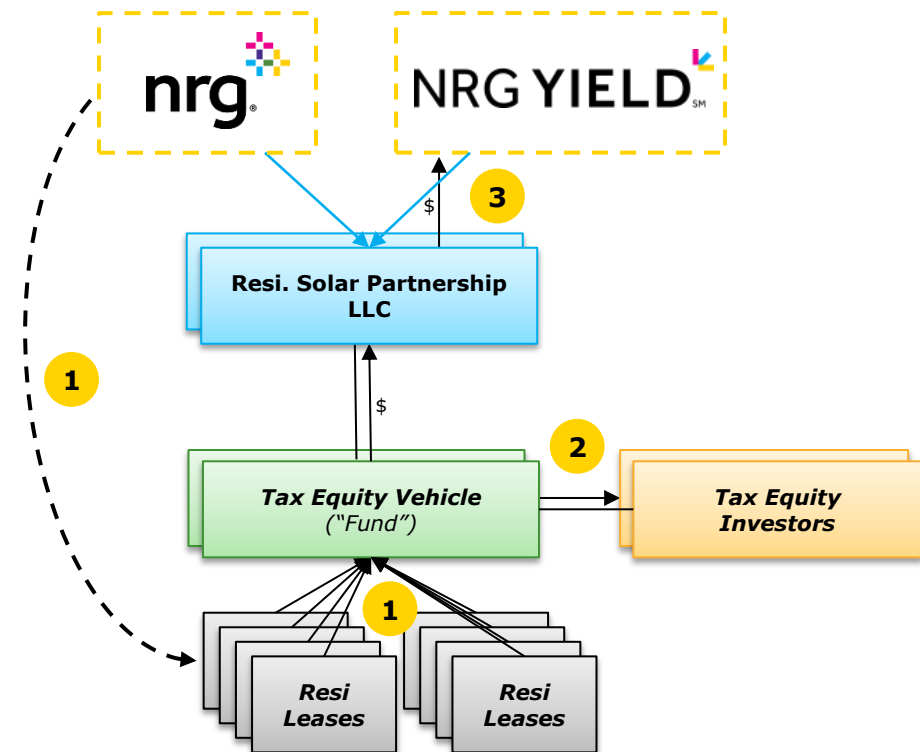 nrg®
NRG YIELD SM
3
$
Resi. Solar Partnership
LLC
1
$
2
Tax Equity Vehicle
(“Fund”)
Tax Equity
Investors
1
Resi
Leases
Resi
Leases